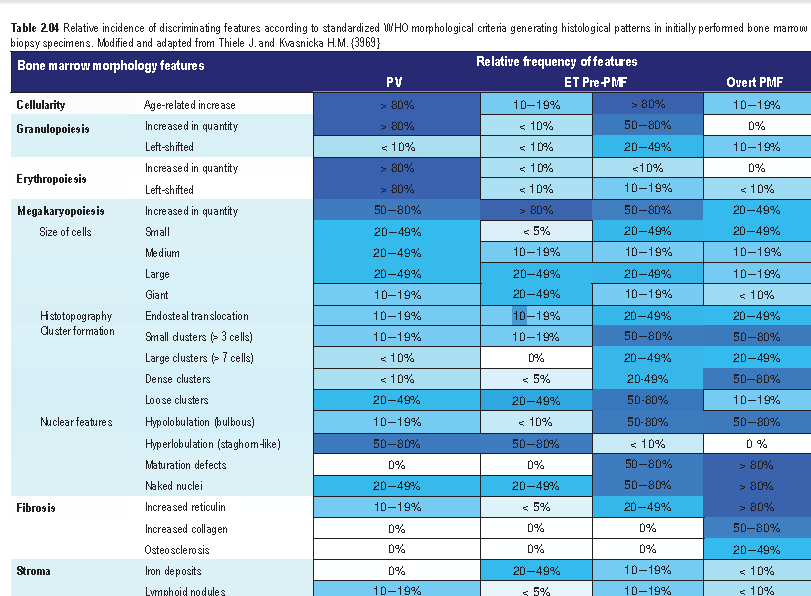 Table 2.04 Relative incidence of discriminating features according to standardized WHO morphological criteria generating histological patterns in initially performed bone marrow
biopsy specimens. Modified and adapted from Thiele J. and Kvasnicka H.M. {3969}
Bone marrow morphology features Relative frequency of features
PV ET Pre-PMF Overt PMF
Cellularity Age-related increase > 80% 10–19% > 80% 10–19%
Granulopoiesis Increased in quantity > 80% < 10% 50–80% 0%
Left-shifted < 10% < 10% 20–49% 10–19%
Erythropoiesis Increased in quantity > 80% < 10% <10% 0%
Left-shifted > 80% < 10% 10–19% < 10%
Megakaryopoiesis Increased in quantity 50–80% > 80% 50–80% 20–49%
Size of cells Small 20–49% < 5% 20–49% 20–49%
Medium 20–49% 10–19% 10–19% 10–19%
Large 20–49% 20–49% 20–49% 10–19%
Giant 10–19% 20–49% 10–19% < 10%
Histotopography Endosteal translocation 10–19% 10–19% 20–49% 20–49%
Cluster formation Small clusters (> 3 cells) 10–19% 10–19% 50–80% 50–80%
Large clusters (> 7 cells) < 10% 0% 20–49% 20–49%
Dense clusters < 10% < 5% 20-49% 50–80%
Loose clusters 20–49% 20–49% 50-80% 10–19%
Nuclear features Hypolobulation (bulbous) 10–19% < 10% 50-80% 50–80%
Hyperlobulation (staghorn-like) 50–80% 50–80% < 10% 0 %
Maturation defects 0% 0% 50–80% > 80%
Naked nuclei 20–49% 20–49% 50–80% > 80%
Fibrosis Increased reticulin 10–19% < 5% 20–49% > 80%
Increased collagen 0% 0% 0% 50–80%
Osteosclerosis 0% 0% 0% 20–49%
Stroma Iron deposits 0% 20–49% 10–19% < 10%
Lymphoid nodules 10–19% < 5% 10–19% < 10%